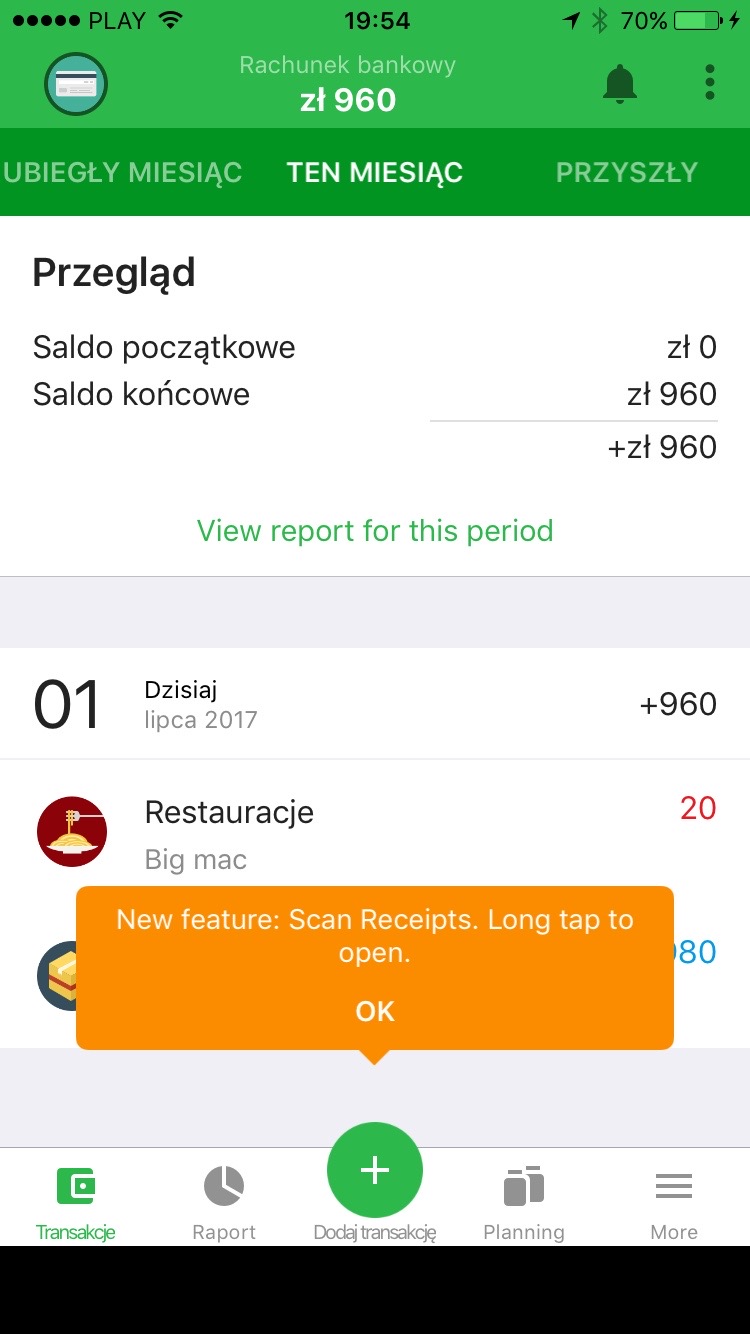 PLAY 19:54 70%
Rachunek bankowy
zł 960
UBIEGŁY MIESIĄC TEN MIESIĄC PRZYSZŁY
Przegląd
Saldo początkowe zł 0
Saldo końcowe zł 960
+zł 960
View report for this period
01 Dzisiaj +960
lipca 2017
Restauracje 20
Big mac
New feature: Scan Receipts. Long tap to
open.
80
OK
Transakcje Raport Dodaj transakcję Planning More